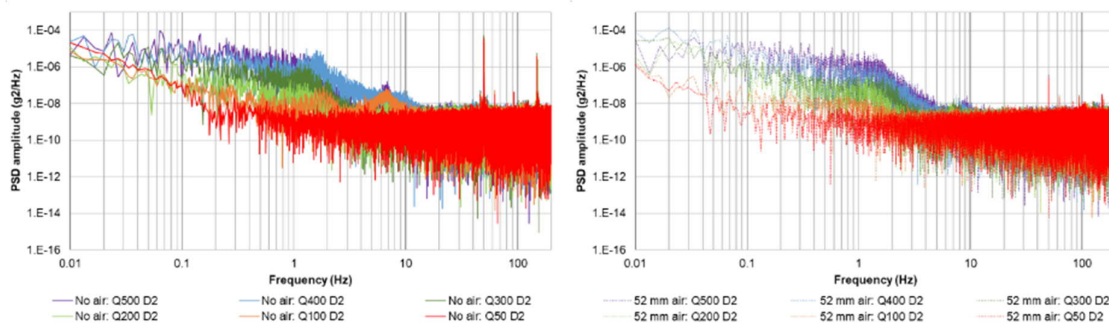 1.E-04
1.E-06
1.E-08
1.E-10
1.E-12
1.E-14
1.E-16
PSD amplitude (g2/Hz)
0.01 0.1 1 10 100
Frequency (Hz)
No air: Q500 D2 No air: Q400 D2 No air: Q300 D2
No air: Q200 D2 No air: Q100 D2 No air: Q50 D2
1.E-04
1.E-06
1.E-08
1.E-10
1.E-12
1.E-14
1.E-16
PSD amplitude (g2/Hz)
0.01 0.1 1 10 100
Frequency (Hz)
52 mm air: Q500 D2 52 mm air: Q400 D2 52 mm air: Q300 D2
52 mm air: Q200 D2 52 mm air: Q100 D2 52 mm air: Q50 D2